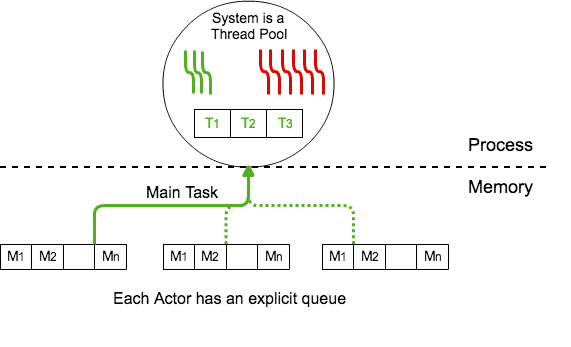 System is a
Thread Pool
T1 T2 T3
Process
Memory
Main Task
M1 M2 Mn M1 M2 Mn M1 M2 Mn
Each Actor has an explicit queue